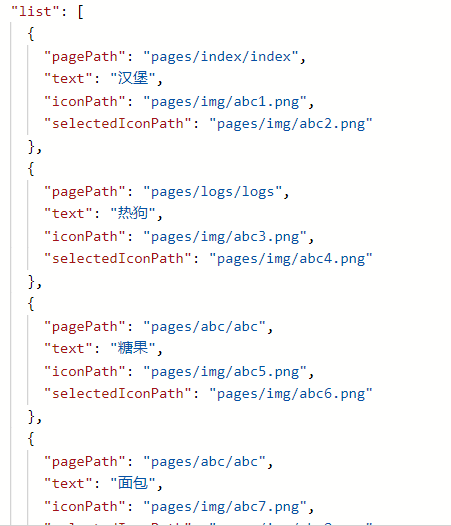 "list": [
{
"pagePath": "pages/index/index",
"text": "汉堡",
"iconPath": "pages/img/abc1.png",
"selectedIconPath": "pages/img/abc2.png"
},
{
"pagePath": "pages/logs/logs",
"text": "热狗",
"iconPath": "pages/img/abc3.png",
"selectedIconPath": "pages/img/abc4.png"
},
{
"pagePath": "pages/abc/abc",
"text": "糖果",
"iconPath": "pages/img/abc5.png",
"selectedIconPath": "pages/img/abc6.png"
},
{
"pagePath": "pages/abc/abc",
"text": "面包",
"iconPath": "pages/img/abc7.png",